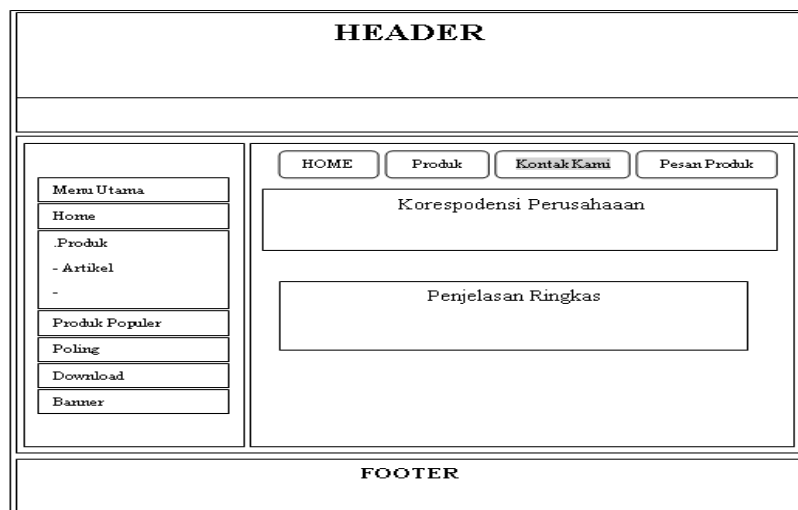 HEADER
HOME Produk Kontak Kami Pesan Produk
Menu Utama
Home
.Produk
- Artikel
-
Produk Populer
Poling
Download
Banner
Korespodensi Perusahaaan
Penjelasan Ringkas
FOOTER